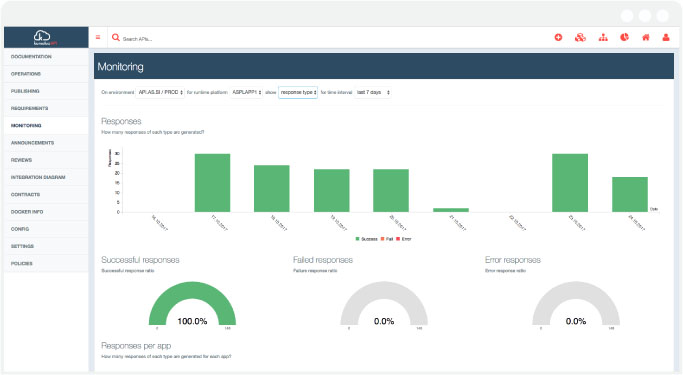 Search APIs...
DOCUMENTATION
OPERATIONS
PUBLISHING
REQUIREMENTS
MONITORING
ANNOUNCEMENTS
REVIEWS
INTEGRATION DIAGRAM
CONTRACTS
DOCKER INFO
CONFIG
SETTINGS
POLICIES
Monitoring
On environment API.AS.BI / PROD for runtime-platform ASPLAPP1 show response type for time interval last 7 days
Responses
How many responses of each type are generated?
Responses
30
25
20
15
10
5
0
16.10.2017
17.10.2017
18.10.2017
19.10.2017
20.10.2017
21.10.2017
22.10.2017
23.10.2017
24.10.2017
Date
Success Fail Error
Successful responses
Successful response ratio
100.0%
0 148
Failed responses
Failure response ratio
0.0%
0 148
Error responses
Error response ratio
0.0%
0 148
Responses per app
How many responses of each type are generated for each app?